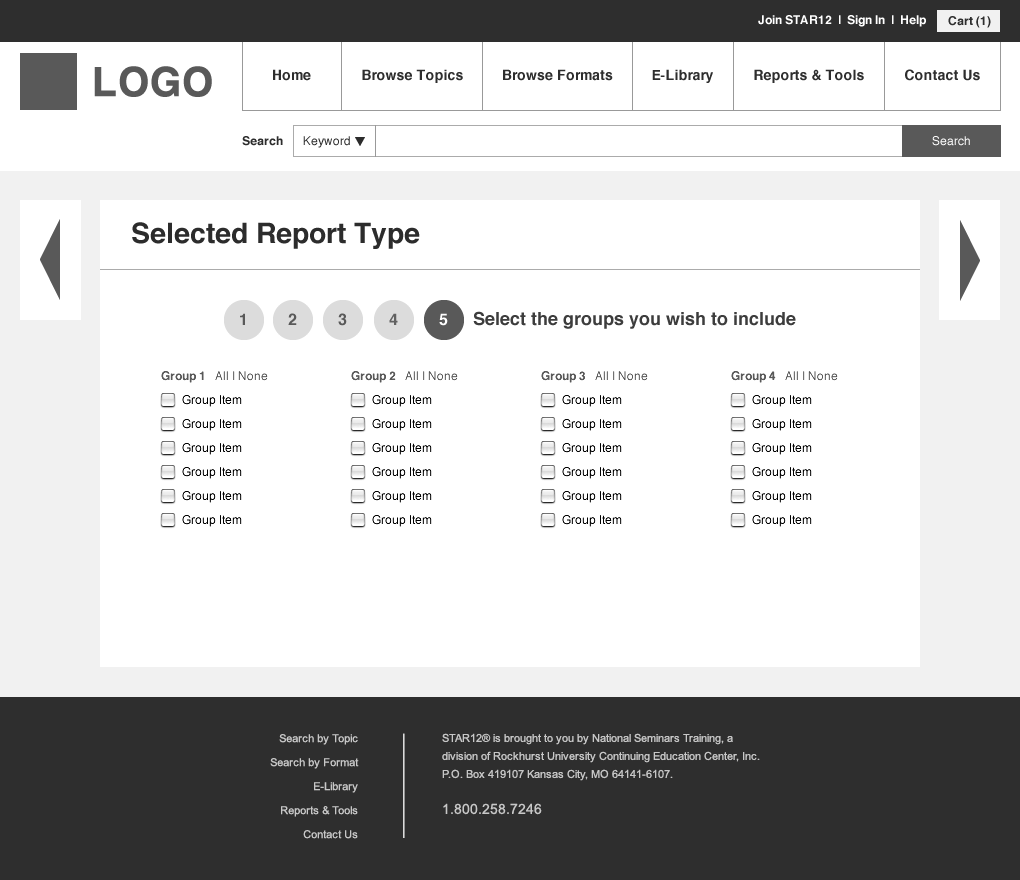 Join STAR12 | Sign In | Help Cart (1)
LOGO
Home Browse Topics Browse Formats E-Library Reports & Tools Contact Us
Search Keyword Search
Selected Report Type
1 2 3 4 5 Select the groups you wish to include
Group 1 All | None Group 2 All | None Group 3 All | None Group 4 All | None
Group Item Group Item Group Item Group Item
Group Item Group Item Group Item Group Item
Group Item Group Item Group Item Group Item
Group Item Group Item Group Item Group Item
Group Item Group Item Group Item Group Item
Group Item Group Item Group Item Group Item
Search by Topic
Search by Format
E-Library
Reports & Tools
Contact Us
STAR12® is brought to you by National Seminars Training, a
division of Rockhurst University Continuing Education Center, Inc.
P.O. Box 419107 Kansas City, MO 64141-6107.
1.800.258.7246